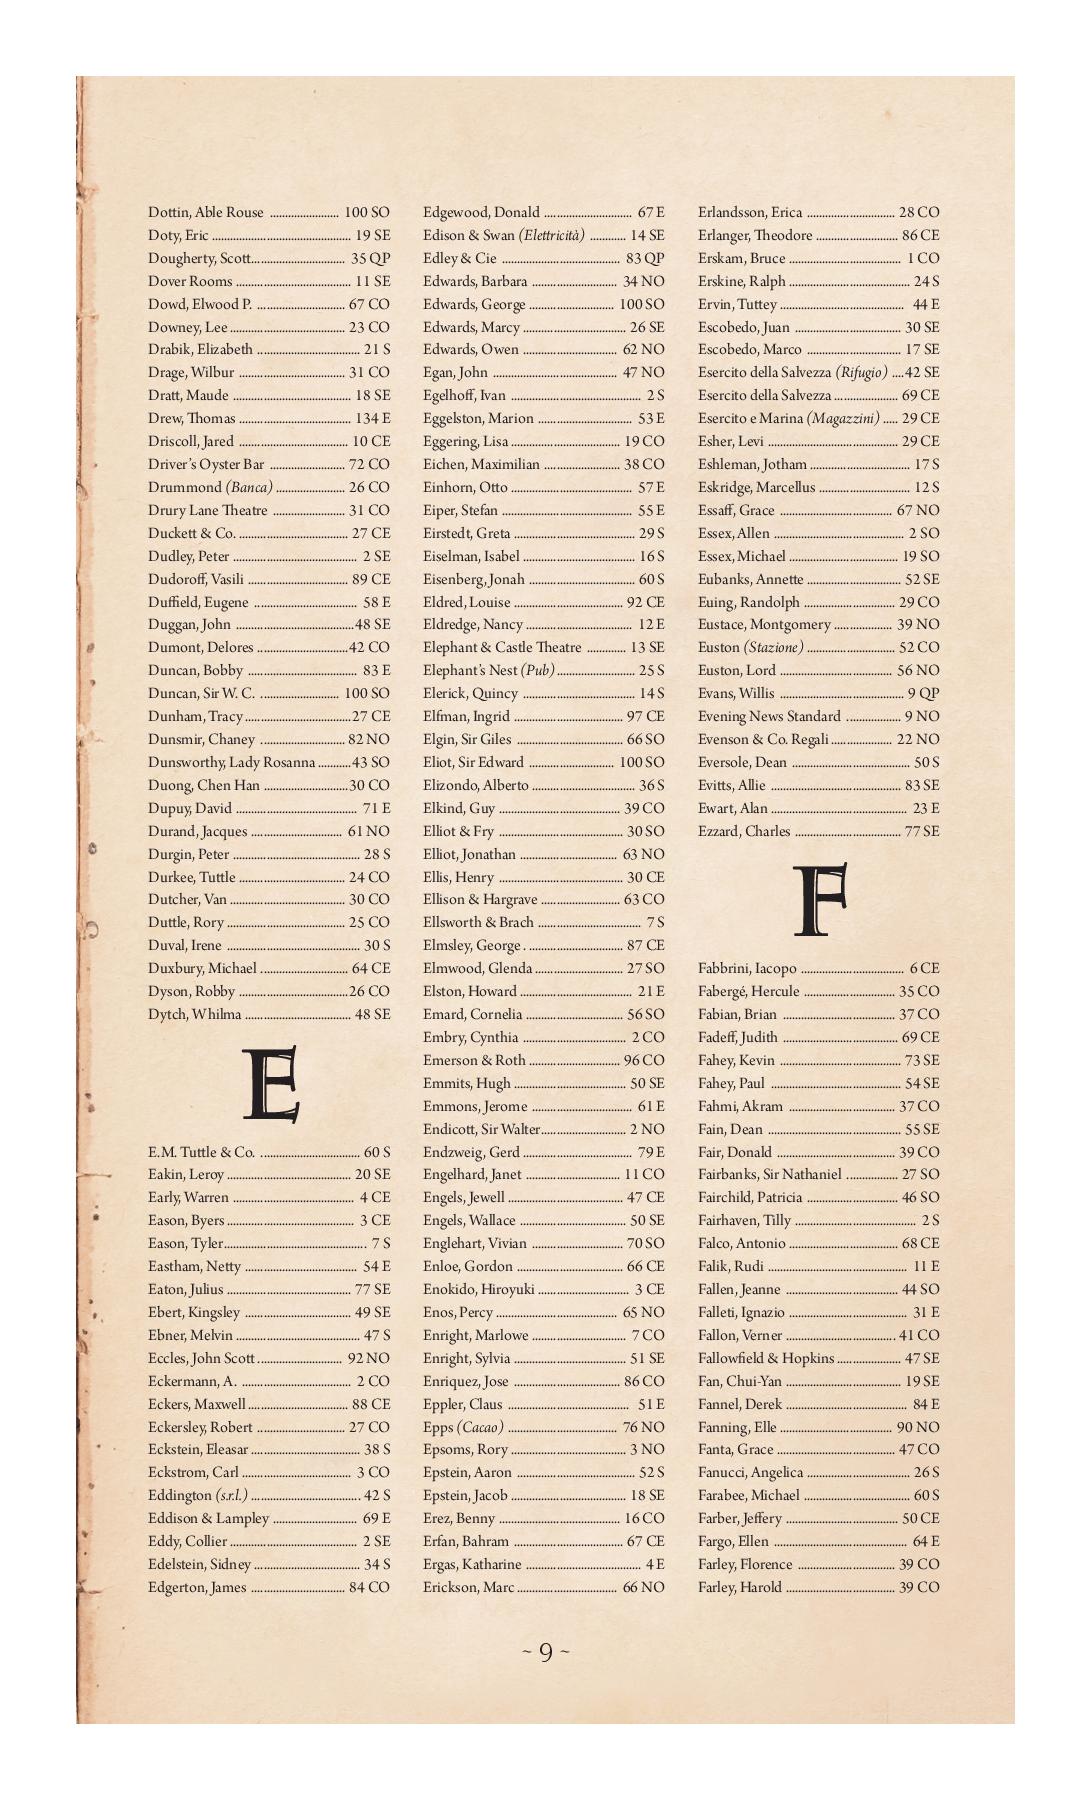 Dottin, Able Rouse ....................... 100 SO
Doty, Eric .............................................. 19 SE
Dougherty, Scott............................... 35 QP
Dover Rooms ...................................... 11 SE
Dowd, Elwood P. ............................. 67 CO
Downey, Lee ...................................... 23 CO
Drabik, Elizabeth .................................. 21 S
Drage, Wilbur ................................... 31 CO
Dratt, Maude ........................................ 18 SE
Drew, Thomas ...................................... 134 E
Driscoll, Jared .................................... 10 CE
Driver's Oyster Bar ......................... 72 CO
Drummond (Banca) ....................... 26 CO
Drury Lane Theatre ........................ 31 CO
Duckett & Co. .................................... 27 CE
Dudley, Peter .......................................... 2 SE
Dudoroff, Vasili ................................. 89 CE
Duffield, Eugene .................................. 58 E
Duggan, John .......................................48 SE
Dumont, Delores ..............................42 CO
Duncan, Bobby ...................................... 83 E
Duncan, Sir W. C. .......................... 100 SO
Dunham, Tracy...................................27 CE
Dunsmir, Chaney ............................ 82 NO
Dunsworthy, Lady Rosanna ...........43 SO
Duong, Chen Han ............................30 CO
Dupuy, David ........................................ 71 E
Durand, Jacques .............................. 61 NO
Durgin, Peter .......................................... 28 S
Durkee, Tuttle .................................... 24 CO
Dutcher, Van ...................................... 30 CO
Duttle, Rory ........................................ 25 CO
Duval, Irene ............................................. 30 S
Duxbury, Michael ............................. 64 CE
Dyson, Robby .....................................26 CO
Dytch, Whilma .................................... 48 SE
E
E.M. Tuttle & Co. ................................. 60 S
Eakin, Leroy ......................................... 20 SE
Early, Warren ........................................ 4 CE
Eason, Byers .......................................... 3 CE
Eason, Tyler............................................... 7 S
Eastham, Netty ...................................... 54 E
Eaton, Julius .......................................... 77 SE
Ebert, Kingsley ................................... 49 SE
Ebner, Melvin ......................................... 47 S
Eccles, John Scott............................ 92 NO
Eckermann, A. .................................... 2 CO
Eckers, Maxwell................................. 88 CE
Eckersley, Robert .............................. 27 CO
Eckstein, Eleasar ..................................... 38 S
Eckstrom, Carl .................................... 3 CO
Eddington (s.r.l.) .................................... 42 S
Eddison & Lampley ............................ 69 E
Eddy, Collier .......................................... 2 SE
Edelstein, Sidney .................................... 34 S
Edgerton, James ............................... 84 CO
Edgewood, Donald ............................. 67 E
Edison & Swan (Elettricità) ............ 14 SE
Edley & Cie ......................................... 83 QP
Edwards, Barbara ............................ 34 NO
Edwards, George ............................. 100 SO
Edwards, Marcy .................................. 26 SE
Edwards, Owen ............................... 62 NO
Egan, John ......................................... 47 NO
Egelhoff, Ivan ............................................ 2 S
Eggelston, Marion ............................... 53 E
Eggering, Lisa .................................... 19 CO
Eichen, Maximilian .......................... 38 CO
Einhorn, Otto ........................................ 57 E
Eiper, Stefan ............................................ 55 E
Eirstedt, Greta ........................................ 29 S
Eiselman, Isabel ...................................... 16 S
Eisenberg, Jonah .................................... 60 S
Eldred, Louise .................................... 92 CE
Eldredge, Nancy ................................... 12 E
Elephant & Castle Theatre ............. 13 SE
Elephant's Nest (Pub) .......................... 25 S
Elerick, Quincy ...................................... 14 S
Elfman, Ingrid .................................... 97 CE
Elgin, Sir Giles ................................... 66 SO
Eliot, Sir Edward .............................. 100 SO
Elizondo, Alberto ................................... 36 S
Elkind, Guy ......................................... 39 CO
Elliot & Fry ......................................... 30 SO
Elliot, Jonathan ................................ 63 NO
Ellis, Henry .......................................... 30 CE
Ellison & Hargrave ........................... 63 CO
Ellsworth & Brach .................................. 7 S
Elmsley, George . ................................ 87 CE
Elmwood, Glenda ............................. 27 SO
Elston, Howard ..................................... 21 E
Emard, Cornelia ................................. 56 SO
Embry, Cynthia ................................... 2 CO
Emerson & Roth ............................... 96 CO
Emmits, Hugh ..................................... 50 SE
Emmons, Jerome .................................. 61 E
Endicott, Sir Walter............................ 2 NO
Endzweig, Gerd .................................... 79 E
Engelhard, Janet ................................. 11 CO
Engels, Jewell ...................................... 47 CE
Engels, Wallace .................................... 50 SE
Englehart, Vivian ............................... 70 SO
Enloe, Gordon .................................... 66 CE
Enokido, Hiroyuki .............................. 3 CE
Enos, Percy .......................................... 65 NO
Enright, Marlowe ................................ 7 CO
Enright, Sylvia .................................... 51 SE
Enriquez, Jose ................................... 86 CO
Eppler, Claus .......................................... 51 E
Epps (Cacao) ..................................... 76 NO
Epsoms, Rory ...................................... 3 NO
Epstein, Aaron ........................................ 52 S
Epstein, Jacob ....................................... 18 SE
Erez, Benny ......................................... 16 CO
Erfan, Bahram ..................................... 67 CE
Ergas, Katharine ...................................... 4 E
Erickson, Marc .................................. 66 NO
Erlandsson, Erica ............................. 28 CO
Erlanger, Theodore ........................... 86 CE
Erskam, Bruce ..................................... 1 CO
Erskine, Ralph ........................................ 24 S
Ervin, Tuttey ......................................... 44 E
Escobedo, Juan ................................... 30 SE
Escobedo, Marco ............................... 17 SE
Esercito della Salvezza (Rifugio) ....42 SE
Esercito della Salvezza ..................... 69 CE
Esercito e Marina (Magazzini) ..... 29 CE
Esher, Levi ........................................... 29 CE
Eshleman, Jotham ................................. 17 S
Eskridge, Marcellus .............................. 12 S
Essaff, Grace ..................................... 67 NO
Essex, Allen ........................................... 2 SO
Essex, Michael ..................................... 19 SO
Eubanks, Annette ............................... 52 SE
Euing, Randolph ............................... 29 CO
Eustace, Montgomery ................... 39 NO
Euston (Stazione) .............................. 52 CO
Euston, Lord .................................... 56 NO
Evans, Willis ......................................... 9 QP
Evening News Standard .................. 9 NO
Evenson & Co. Regali .................... 22 NO
Eversole, Dean ........................................ 50 S
Evitts, Allie ........................................... 83 SE
Ewart, Alan ............................................. 23 E
Ezzard, Charles ................................... 77 SE
F
Fabbrini, Iacopo .................................. 6 CE
Fabergé, Hercule .............................. 35 CO
Fabian, Brian ..................................... 37 CO
Fadeff, Judith ...................................... 69 CE
Fahey, Kevin ........................................ 73 SE
Fahey, Paul .......................................... 54 SE
Fahmi, Akram ................................... 37 CO
Fain, Dean ............................................ 55 SE
Fair, Donald ........................................ 39 CO
Fairbanks, Sir Nathaniel ................. 27 SO
Fairchild, Patricia .............................. 46 SO
Fairhaven, Tilly ........................................ 2 S
Falco, Antonio .................................... 68 CE
Falik, Rudi .............................................. 11 E
Fallen, Jeanne ..................................... 44 SO
Falleti, Ignazio ....................................... 31 E
Fallon, Verner .....................................41 CO
Fallowfield & Hopkins ..................... 47 SE
Fan, Chui-Yan ..................................... 19 SE
Fannel, Derek ......................................... 84 E
Fanning, Elle ..................................... 90 NO
Fanta, Grace ....................................... 47 CO
Fanucci, Angelica .................................. 26 S
Farabee, Michael .................................... 60 S
Farber, Jeffery .................................... 50 CE
Fargo, Ellen ............................................ 64 E
Farley, Florence ................................. 39 CO
Farley, Harold .................................... 39 CO
~ 9 ~